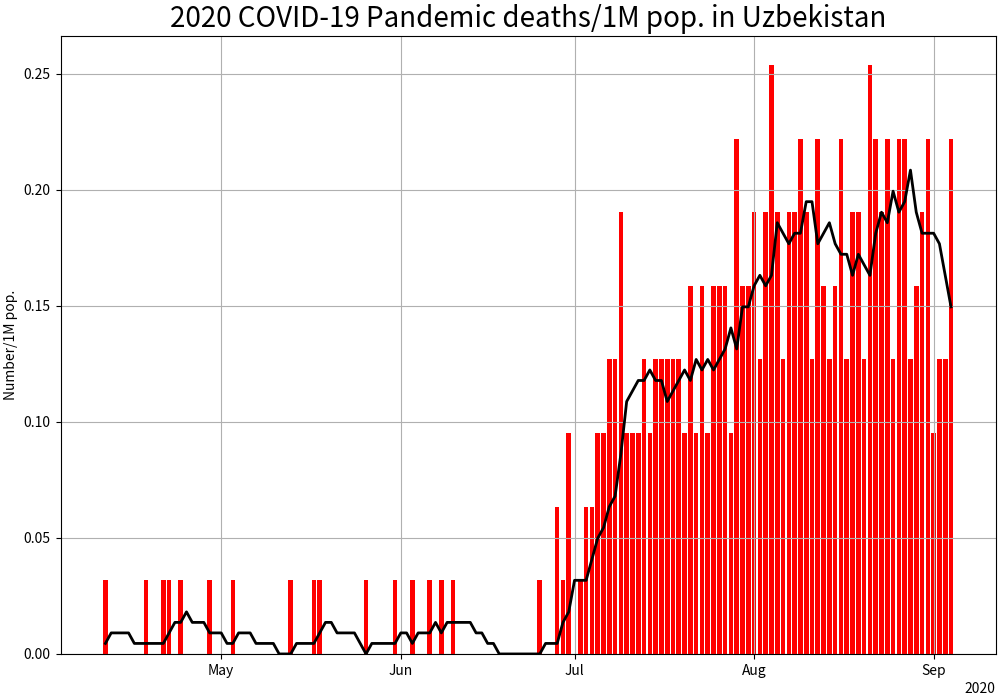 2020 COVID-19 Pandemic deaths/1M pop. in Uzbekistan
Number/1M pop.
0.25
0.20
0.15
0.10
0.05
0.00
May Jun Jul Aug Sep
2020